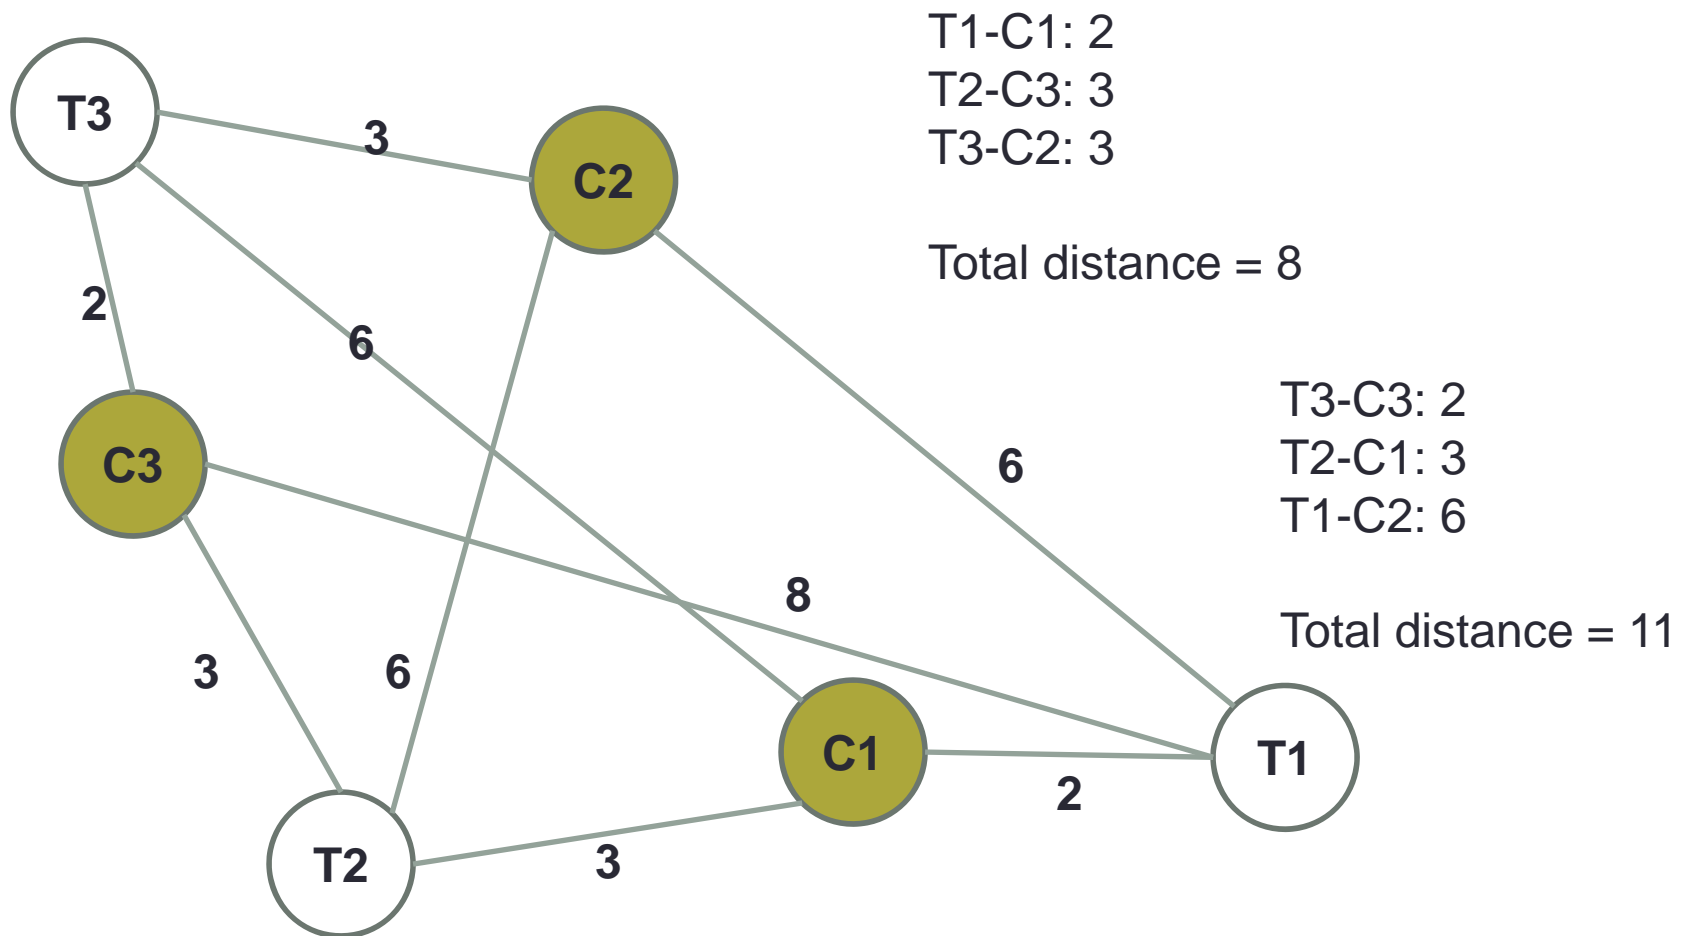 T1-C1: 2
T2-C3: 3
T3-C2: 3
Total distance = 8
T3
3
C2
2
6
T3-C3: 2
T2-C1: 3
T1-C2: 6
Total distance = 11
C3
6
8
3
6
C1
T1
2
T2
3